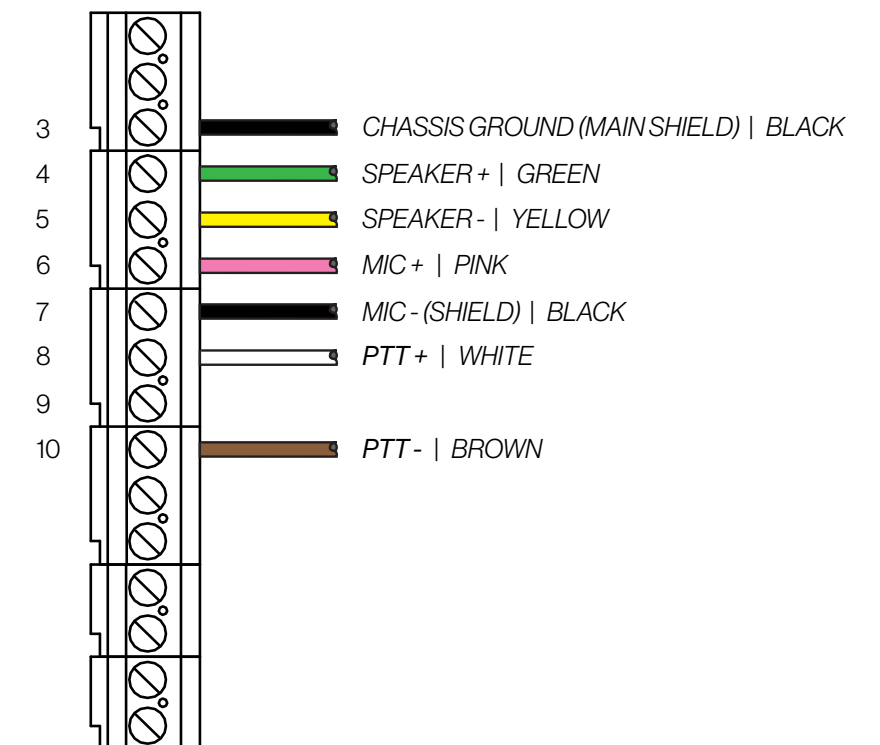 3 CHASSIS GROUND (MAIN SHIELD) | BLACK
4 SPEAKER + | GREEN
5 SPEAKER - | YELLOW
6 MIC + | PINK
7 MIC - (SHIELD) | BLACK
8 PTT + | WHITE
9
10 PTT - | BROWN